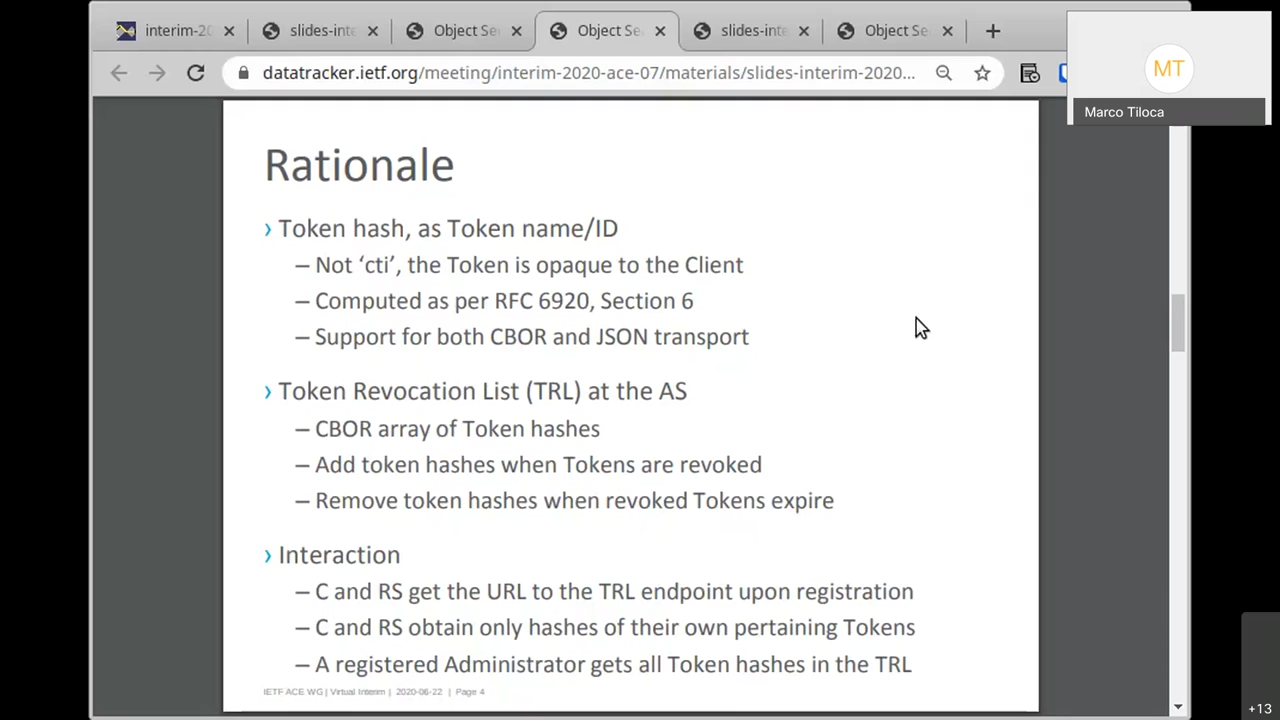 interim-20
slides-inte
Object Se
Object Se
slides-inte
Object Se
datatracker.ietf.org/meeting/interim-2020-ace-07/materials/slides-interim-2020...
MT
Marco Tiloca
Rationale
› Token hash, as Token name/ID
– Not ‘cti’, the Token is opaque to the Client
– Computed as per RFC 6920, Section 6
– Support for both CBOR and JSON transport
› Token Revocation List (TRL) at the AS
– CBOR array of Token hashes
– Add token hashes when Tokens are revoked
– Remove token hashes when revoked Tokens expire
› Interaction
– C and RS get the URL to the TRL endpoint upon registration
– C and RS obtain only hashes of their own pertaining Tokens
– A registered Administrator gets all Token hashes in the TRL
IETF ACE WG | Virtual Interim | 2020-06-22 | Page 4
+13